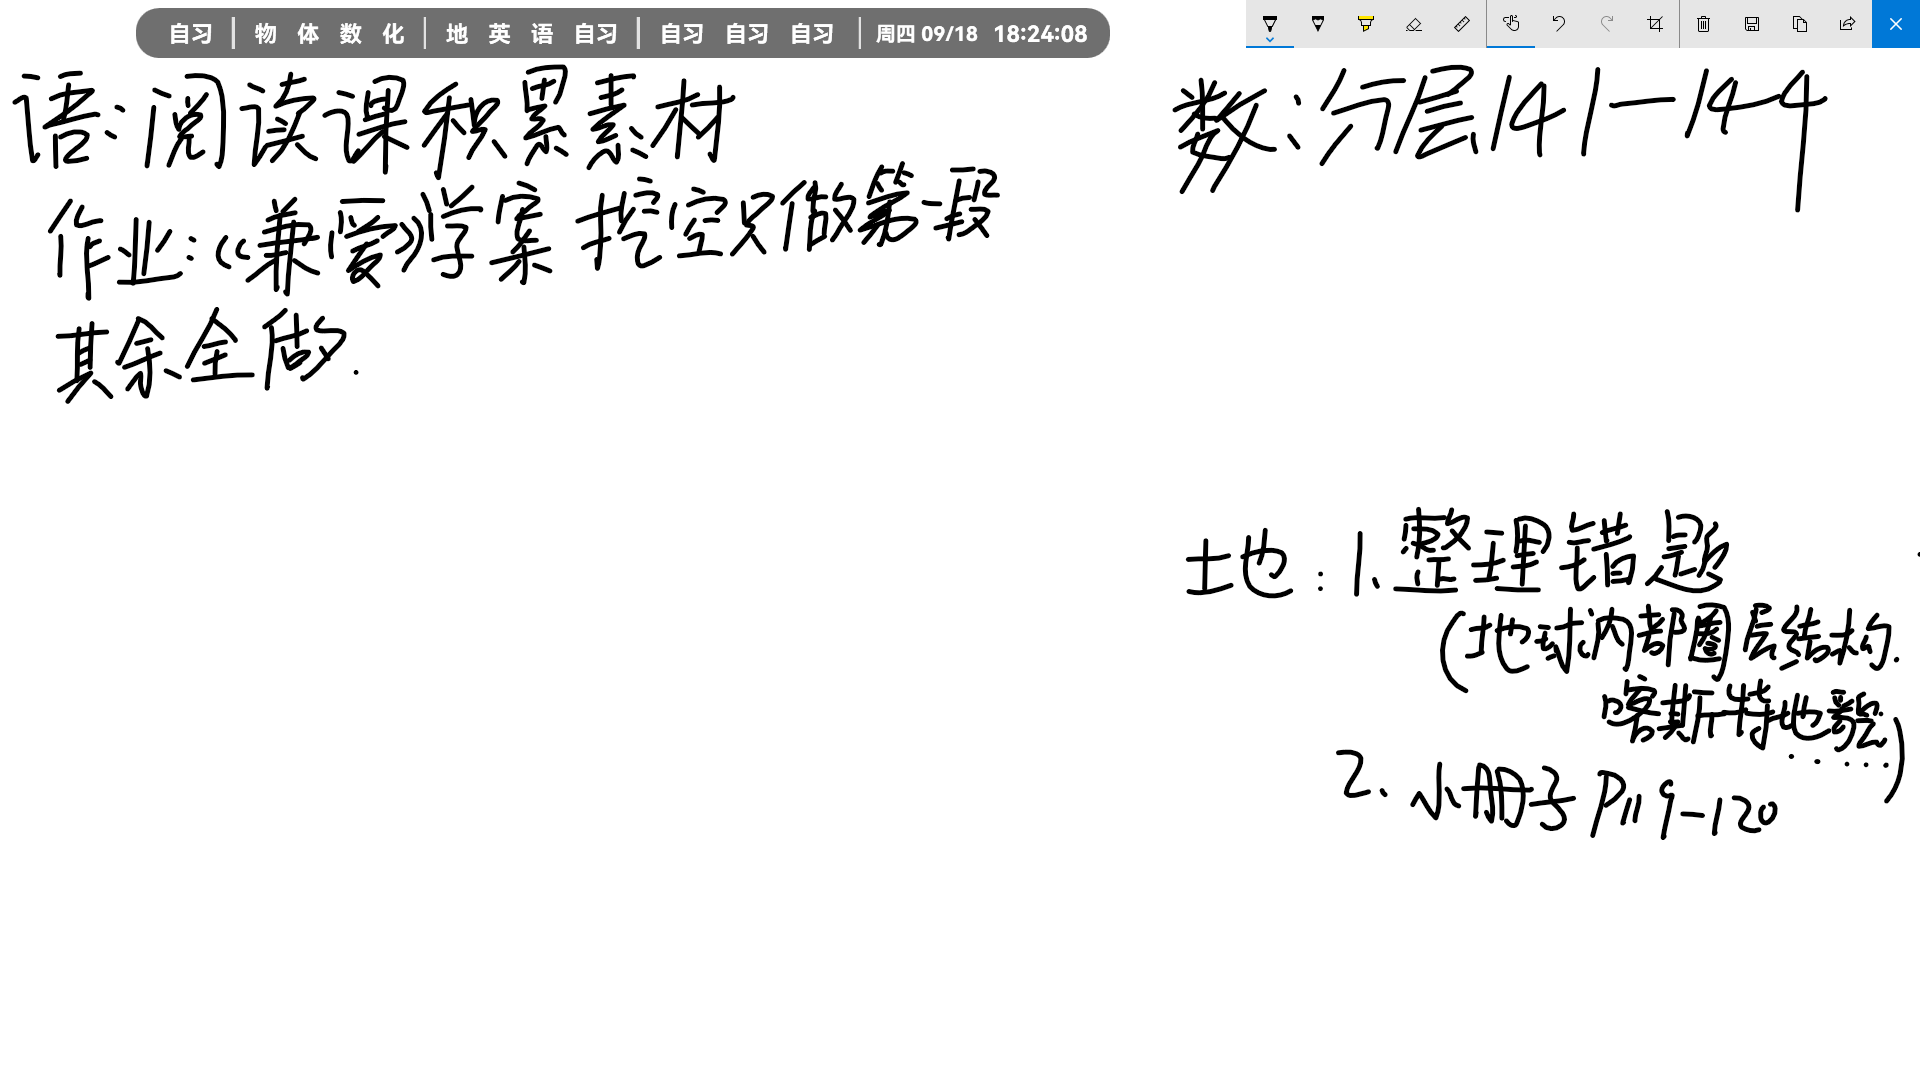 自习 | 物 体 数 化 | 地 英 语 自习 | 自习 自习 自习 | 周四 09/18 18:24:08
语:阅读课积累素材
作业:《兼爱》学案 挖空只做第一段
其余全做.
数:分层141-144
土地:1.整理错题
(地球内部圈层结构.
喀斯特地貌......)
2.小册子P119-120